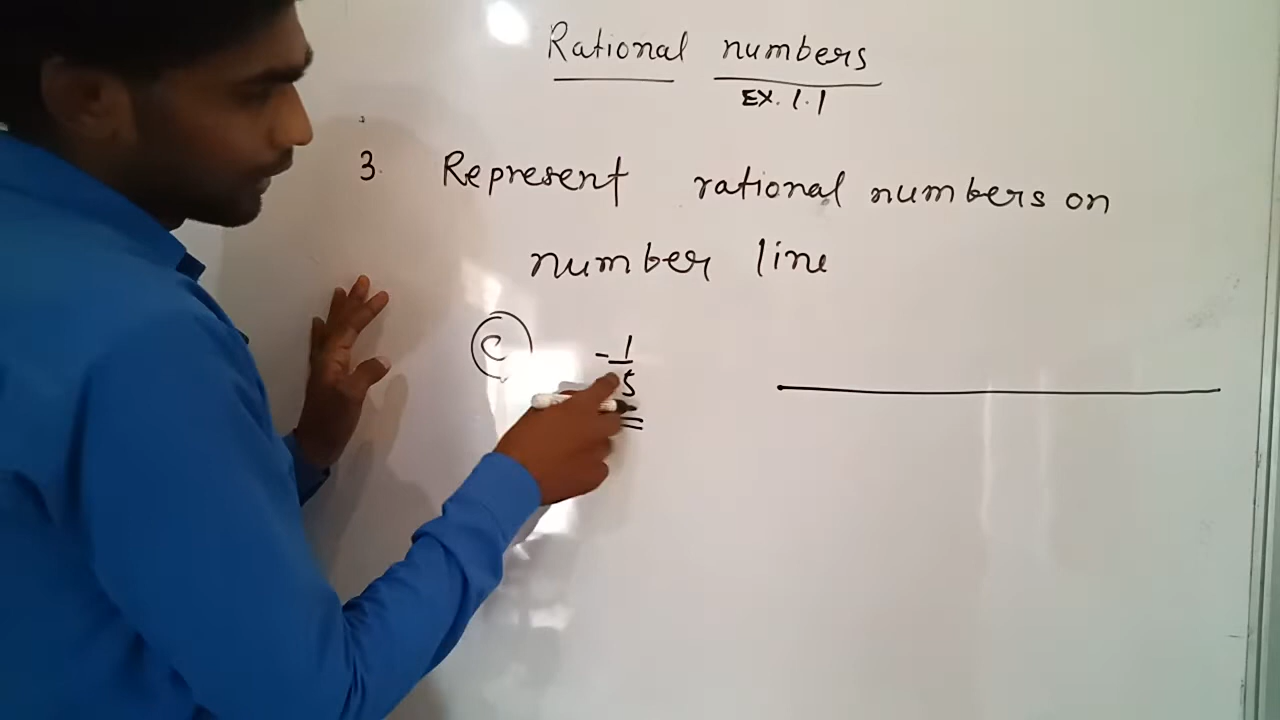 Rational numbers
EX. 1.1
3. Represent rational numbers on
number line
C -1/5